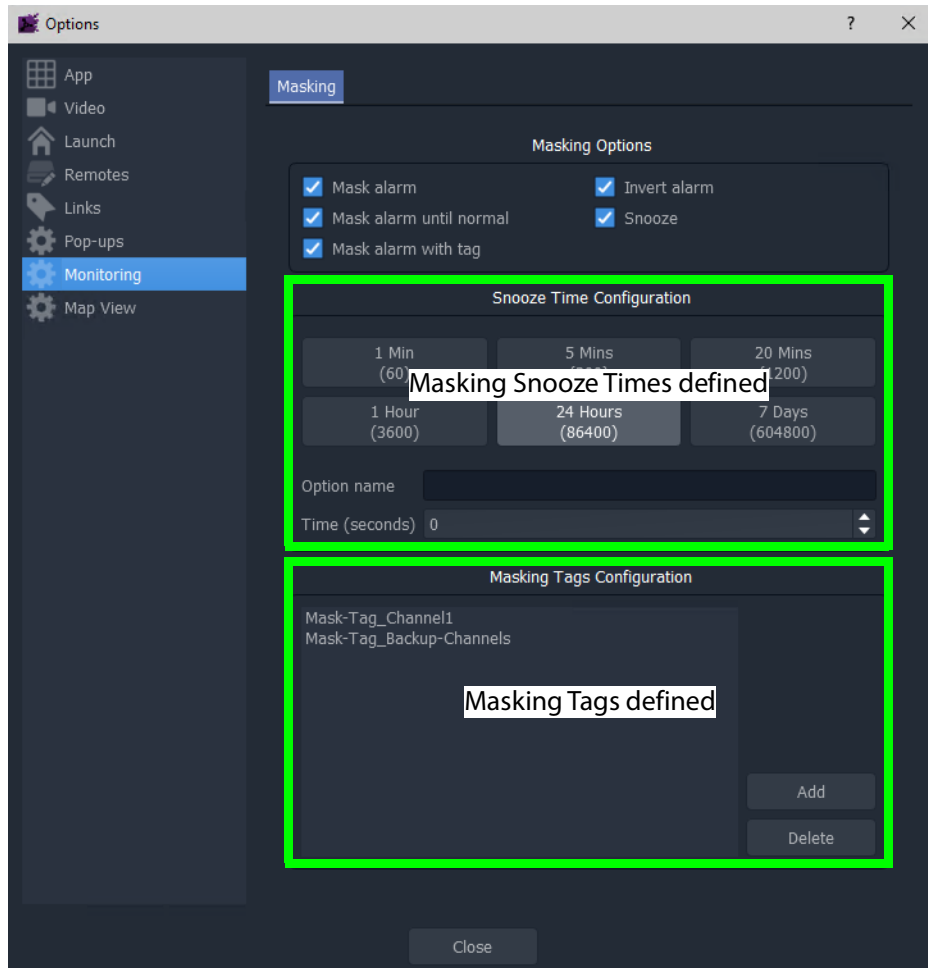 Options ?
App
Video
Launch
Remotes
Links
Pop-ups
Monitoring
Map View
Masking
Masking Options
Mask alarm
Invert alarm
Mask alarm until normal
Snooze
Mask alarm with tag
Snooze Time Configuration
1 Min 5 Mins 20 Mins
(60) (1200)
Masking Snooze Times defined
1 Hour 24 Hours 7 Days
(3600) (86400) (604800)
Option name
Time (seconds) 0
Masking Tags Configuration
Mask-Tag_Channel1
Mask-Tag_Backup-Channels
Masking Tags defined
Add
Delete
Close